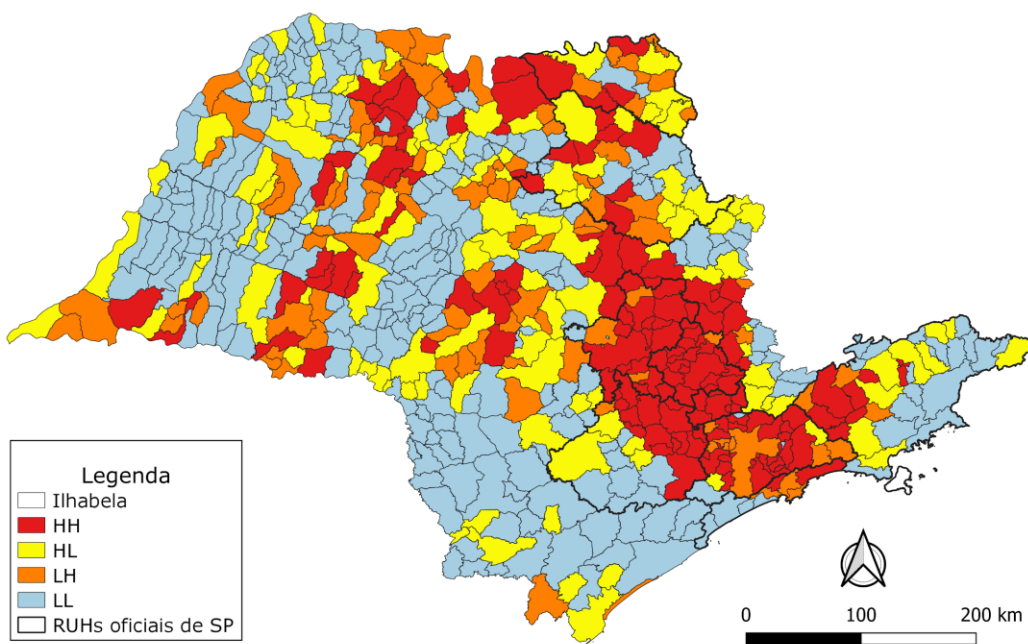 Legenda
Ilhabela
HH
HL
LH
LL
RUHs oficiais de SP
0 100 200 km